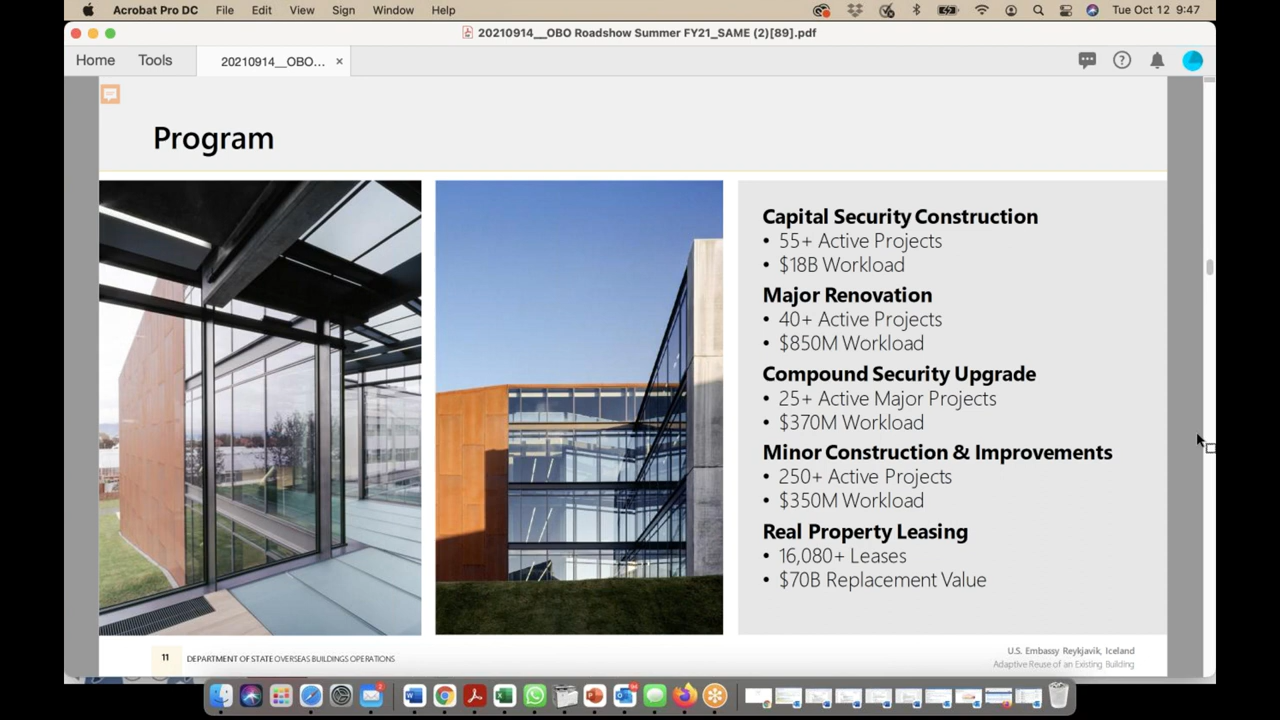 Acrobat Pro DC File Edit View Sign Window Help Tue Oct 12 9:47
20210914__OBO Roadshow Summer FY21_SAME (2)[89].pdf
Home Tools 20210914__OBO... ×
Program
Capital Security Construction
• 55+ Active Projects
• $18B Workload
Major Renovation
• 40+ Active Projects
• $850M Workload
Compound Security Upgrade
• 25+ Active Major Projects
• $370M Workload
Minor Construction & Improvements
• 250+ Active Projects
• $350M Workload
Real Property Leasing
• 16,080+ Leases
• $70B Replacement Value
11 DEPARTMENT OF STATE OVERSEAS BUILDINGS OPERATIONS
U.S. Embassy Reykjavik, Iceland
Adaptive Reuse of an Existing Building